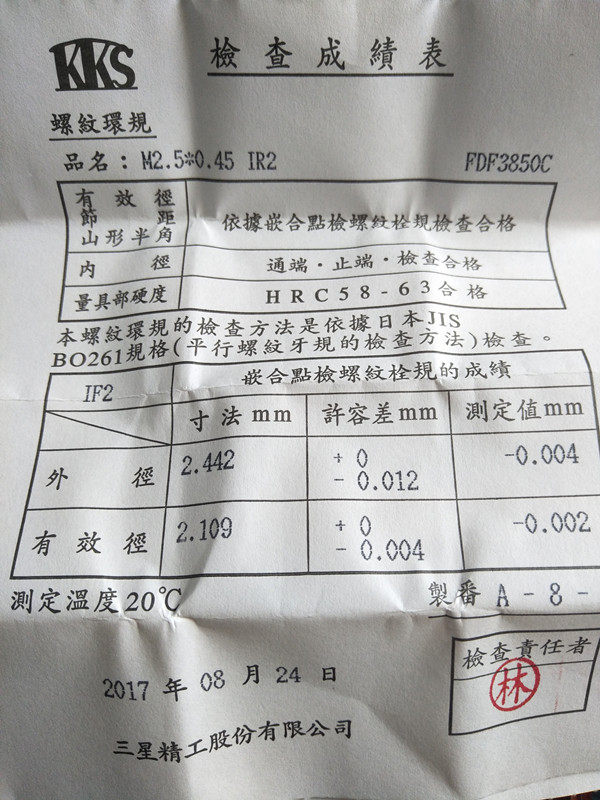 KKS
檢查成績表
螺紋環規
品名：M2.5*0.45 IR2 FDF3850C
有效徑
節距
山形半角
依據嵌合點檢螺紋栓規檢查合格
內徑 通端·止端·檢查合格
量具部硬度 HRC58-63合格
本螺紋環規的檢查方法是依據日本JIS
BO261規格(平行螺紋牙規的檢查方法)檢查。
IF2 嵌合點檢螺紋栓規的成績
寸法mm 許容差mm 測定值mm
外徑 2.442 + 0 -0.004
- 0.012
有效徑 2.109 + 0 -0.002
- 0.004
測定溫度20℃ 製番 A - 8 -
檢查責任者
林
2017 年 08 月 24 日
三星精工股份有限公司